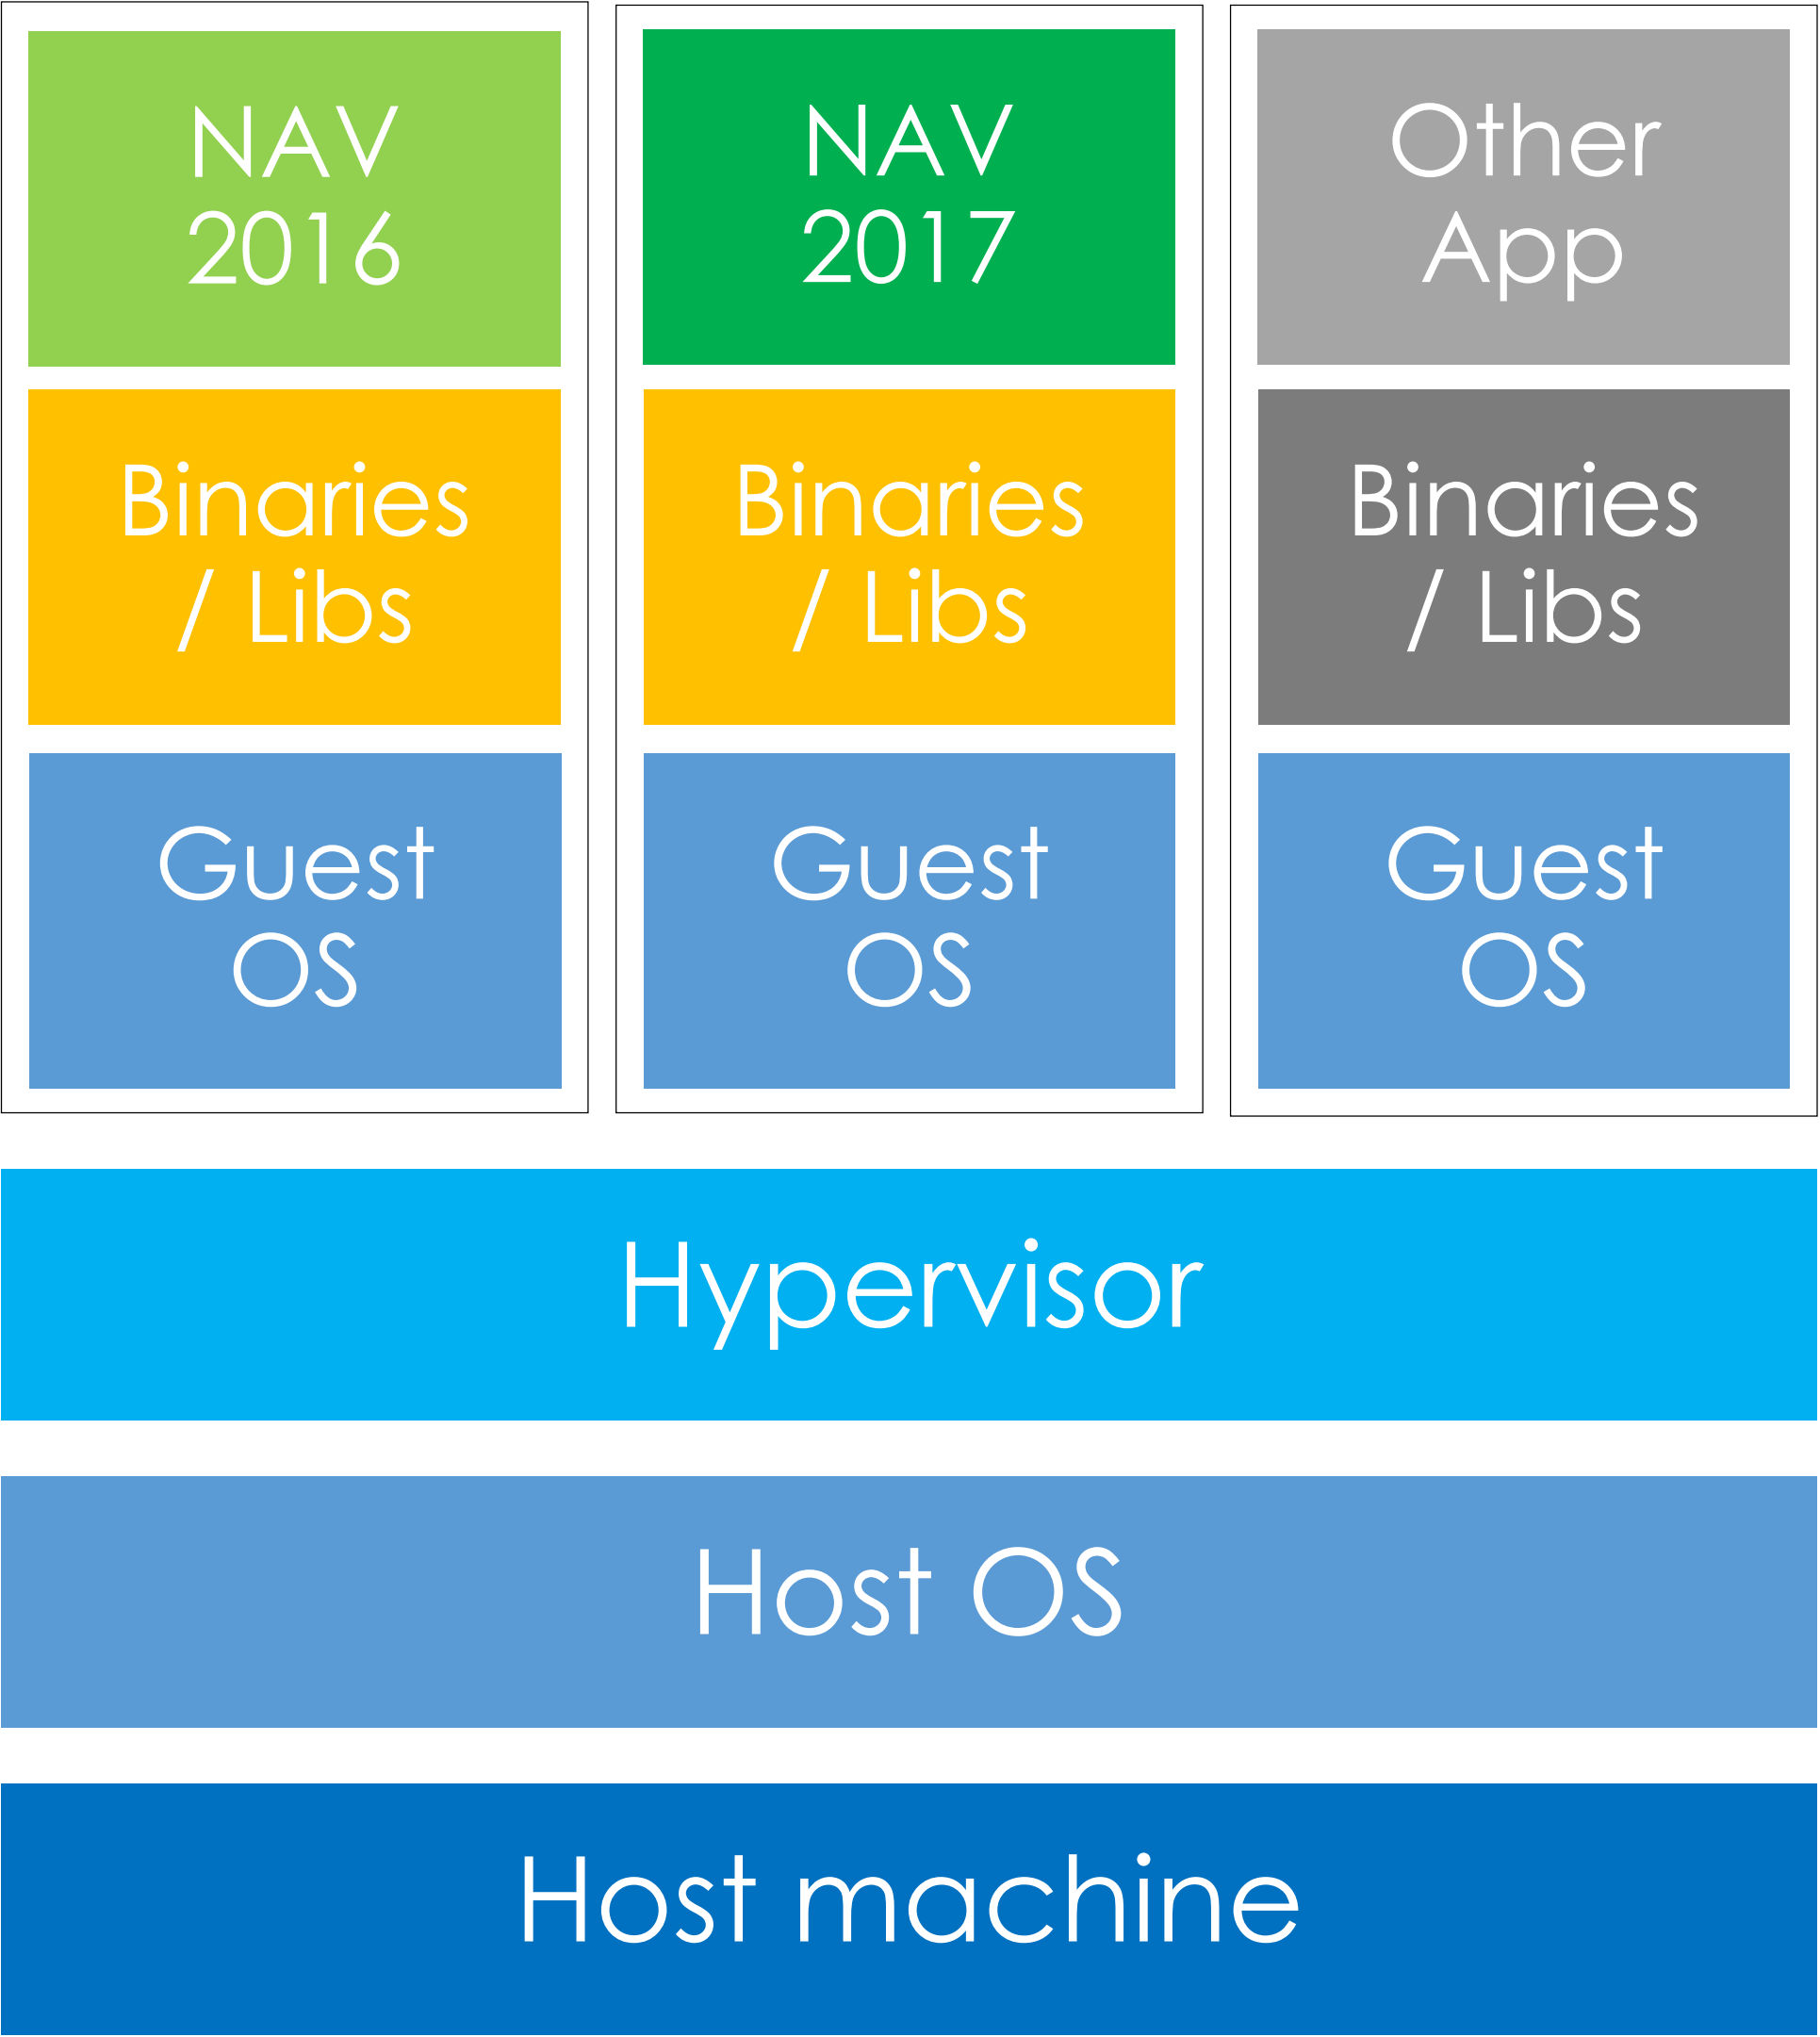 NAV
2016
Binaries
/ Libs
Guest
OS
NAV
2017
Binaries
/ Libs
Guest
OS
Other
App
Binaries
/ Libs
Guest
OS
Hypervisor
Host OS
Host machine